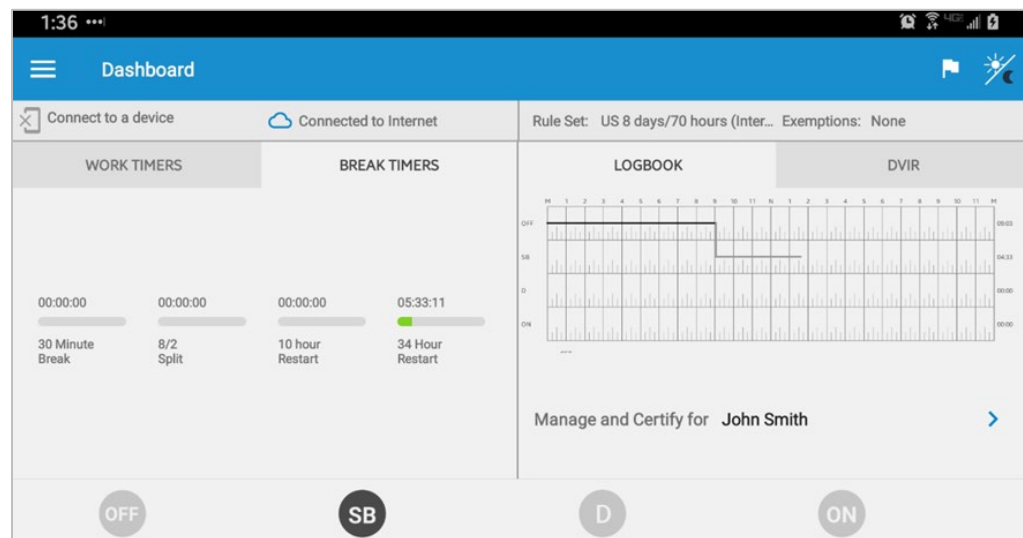 1:36
4GE
Dashboard
Connect to a device
Connected to Internet
Rule Set: US 8 days/70 hours (Inter... Exemptions: None
WORK TIMERS
BREAK TIMERS
LOGBOOK
DVIR
M 1 2 3 4 5 6 7 8 9 10 11 N 1 2 3 4 5 6 7 8 9 10 11 M
OFF 09:03
SB 04:33
D 00:00
ON 00:00
00:00:00 00:00:00 00:00:00 05:33:11
30 Minute
Break
8/2
Split
10 hour
Restart
34 Hour
Restart
Manage and Certify for John Smith
OFF
SB
D
ON